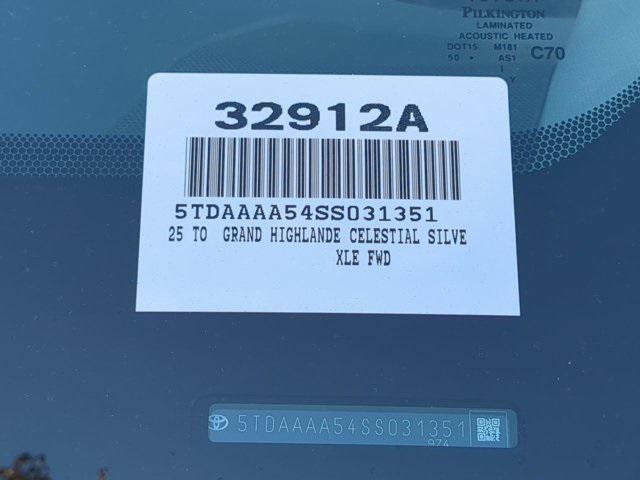 PILKINGTON
LAMINATED
ACOUSTIC HEATED
DOT15 M181 C70
50 • AS1
I
Y
32912A
5TDAAAA54SS031351
25 TO GRAND HIGHLANDE CELESTIAL SILVE
XLE FWD
5TDAAAA54SS031351
9Z4